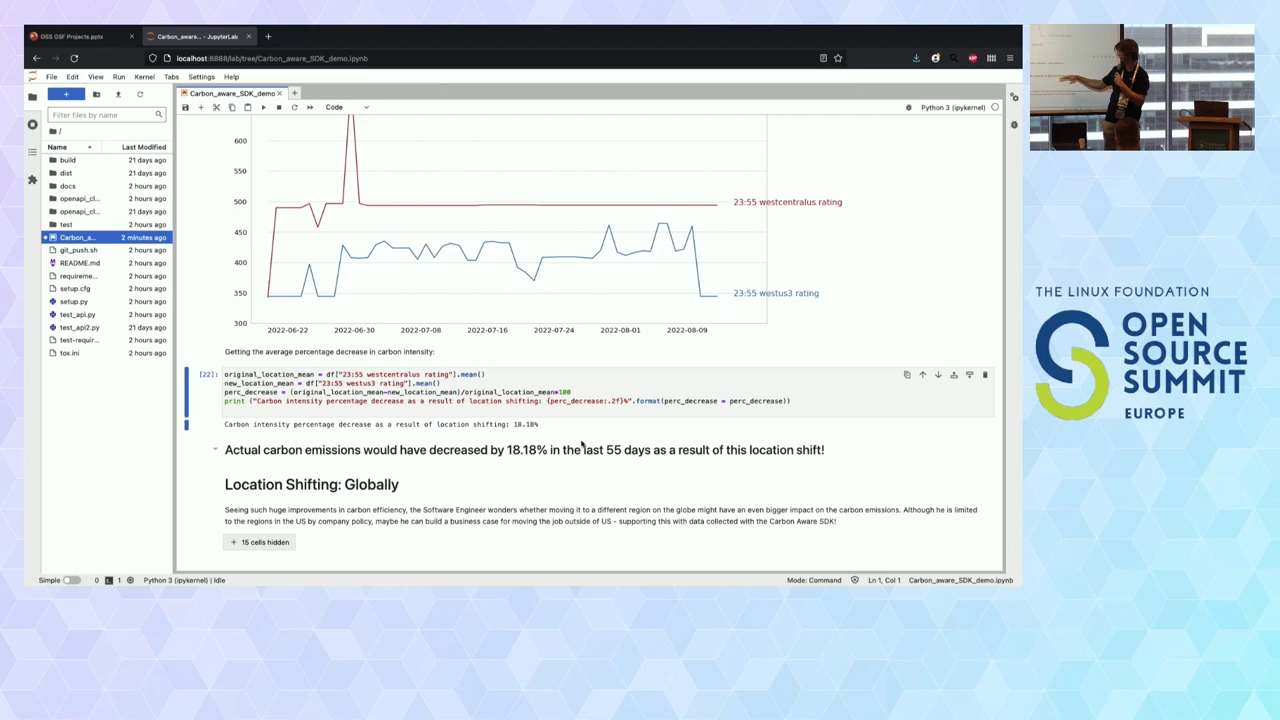 OSS GSF Projects.pptx
Carbon_aware... - JupyterLab
localhost:8888/lab/tree/Carbon_aware_SDK_demo.ipynb
File Edit View Run Kernel Tabs Settings Help
Carbon_aware_SDK_demo
Filter files by name
Code
Python 3 (ipykernel)
/
Name Last Modified
build 21 days ago
dist 21 days ago
docs 2 hours ago
openapi_cl... 2 hours ago
openapi_cl... 21 days ago
test 2 hours ago
Carbon_a... 2 minutes ago
git_push.sh 2 hours ago
README.md 2 hours ago
requireme... 2 hours ago
setup.cfg 2 hours ago
setup.py 2 hours ago
test_api.py 2 hours ago
test_api2.py 21 days ago
test-requir... 2 hours ago
tox.ini 2 hours ago
600
550
500
450
400
350
300
23:55 westcentralus rating
23:55 westus3 rating
2022-06-22 2022-06-30 2022-07-08 2022-07-16 2022-07-24 2022-08-01 2022-08-09
Getting the average percentage decrease in carbon intensity:
[22]:
original_location_mean = df["23:55 westcentralus rating"].mean()
new_location_mean = df["23:55 westus3 rating"].mean()
perc_decrease = (original_location_mean-new_location_mean)/original_location_mean*100
print ("Carbon intensity percentage decrease as a result of location shifting: {perc_decrease:.2f}%".format(perc_decrease = perc_decrease))
Carbon intensity percentage decrease as a result of location shifting: 18.18%
Actual carbon emissions would have decreased by 18.18% in the last 55 days as a result of this location shift!
Location Shifting: Globally
Seeing such huge improvements in carbon efficiency, the Software Engineer wonders whether moving it to a different region on the globe might have an even bigger impact on the carbon emissions. Although he is limited
to the regions in the US by company policy, maybe he can build a business case for moving the job outside of US - supporting this with data collected with the Carbon Aware SDK!
15 cells hidden
Simple 0 1 Python 3 (ipykernel) | Idle
Mode: Command Ln 1, Col 1 Carbon_aware_SDK_demo.ipynb
THE LINUX FOUNDATION
OPEN
SOURCE
SUMMIT
EUROPE